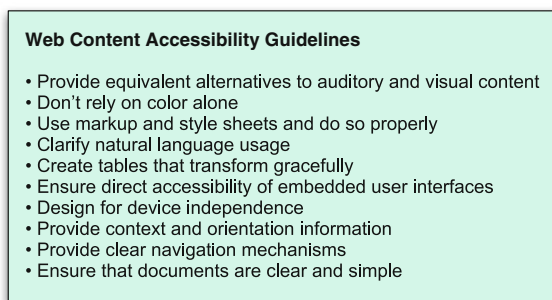 Web Content Accessibility Guidelines
• Provide equivalent alternatives to auditory and visual content
• Don't rely on color alone
• Use markup and style sheets and do so properly
• Clarify natural language usage
• Create tables that transform gracefully
• Ensure direct accessibility of embedded user interfaces
• Design for device independence
• Provide context and orientation information
• Provide clear navigation mechanisms
• Ensure that documents are clear and simple